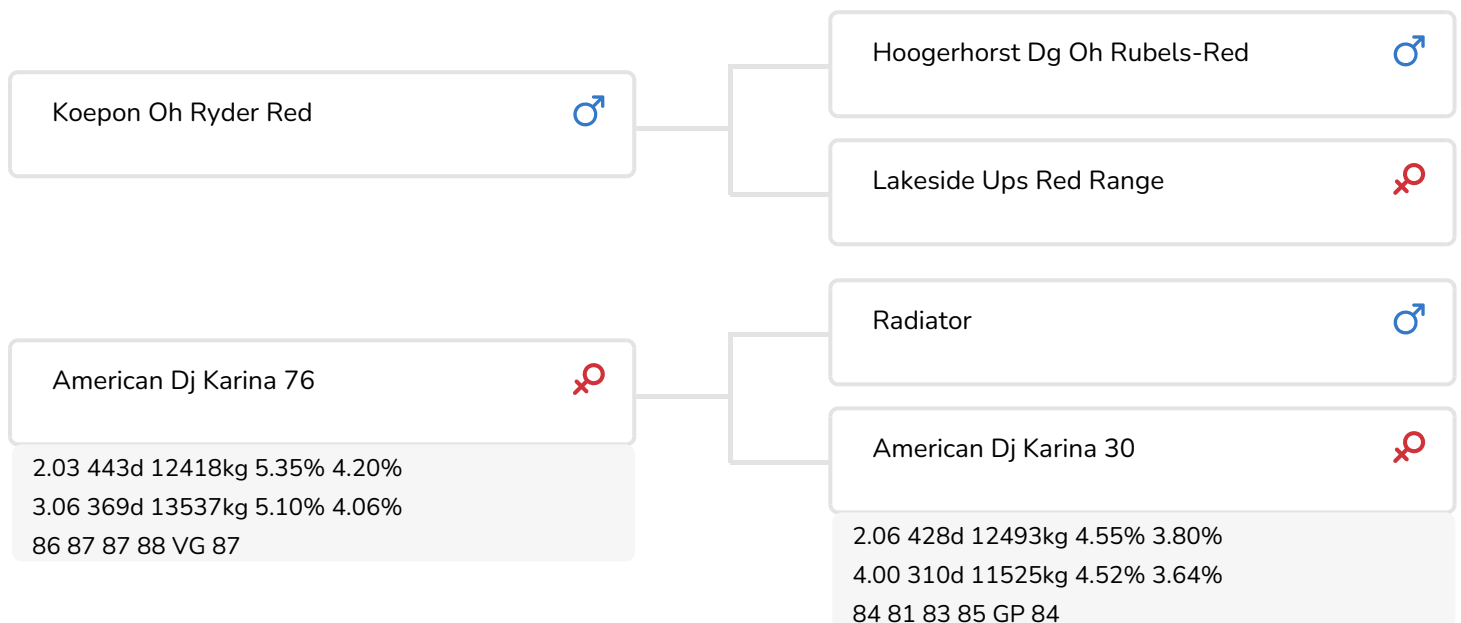 Hoogerhorst Dg Oh Rubels-Red
Koepon Oh Ryder Red
Lakeside Ups Red Range
Radiator
American Dj Karina 76
American Dj Karina 30
2.03 443d 12418kg 5.35% 4.20%
3.06 369d 13537kg 5.10% 4.06%
86 87 87 88 VG 87
2.06 428d 12493kg 4.55% 3.80%
4.00 310d 11525kg 4.52% 3.64%
84 81 83 85 GP 84